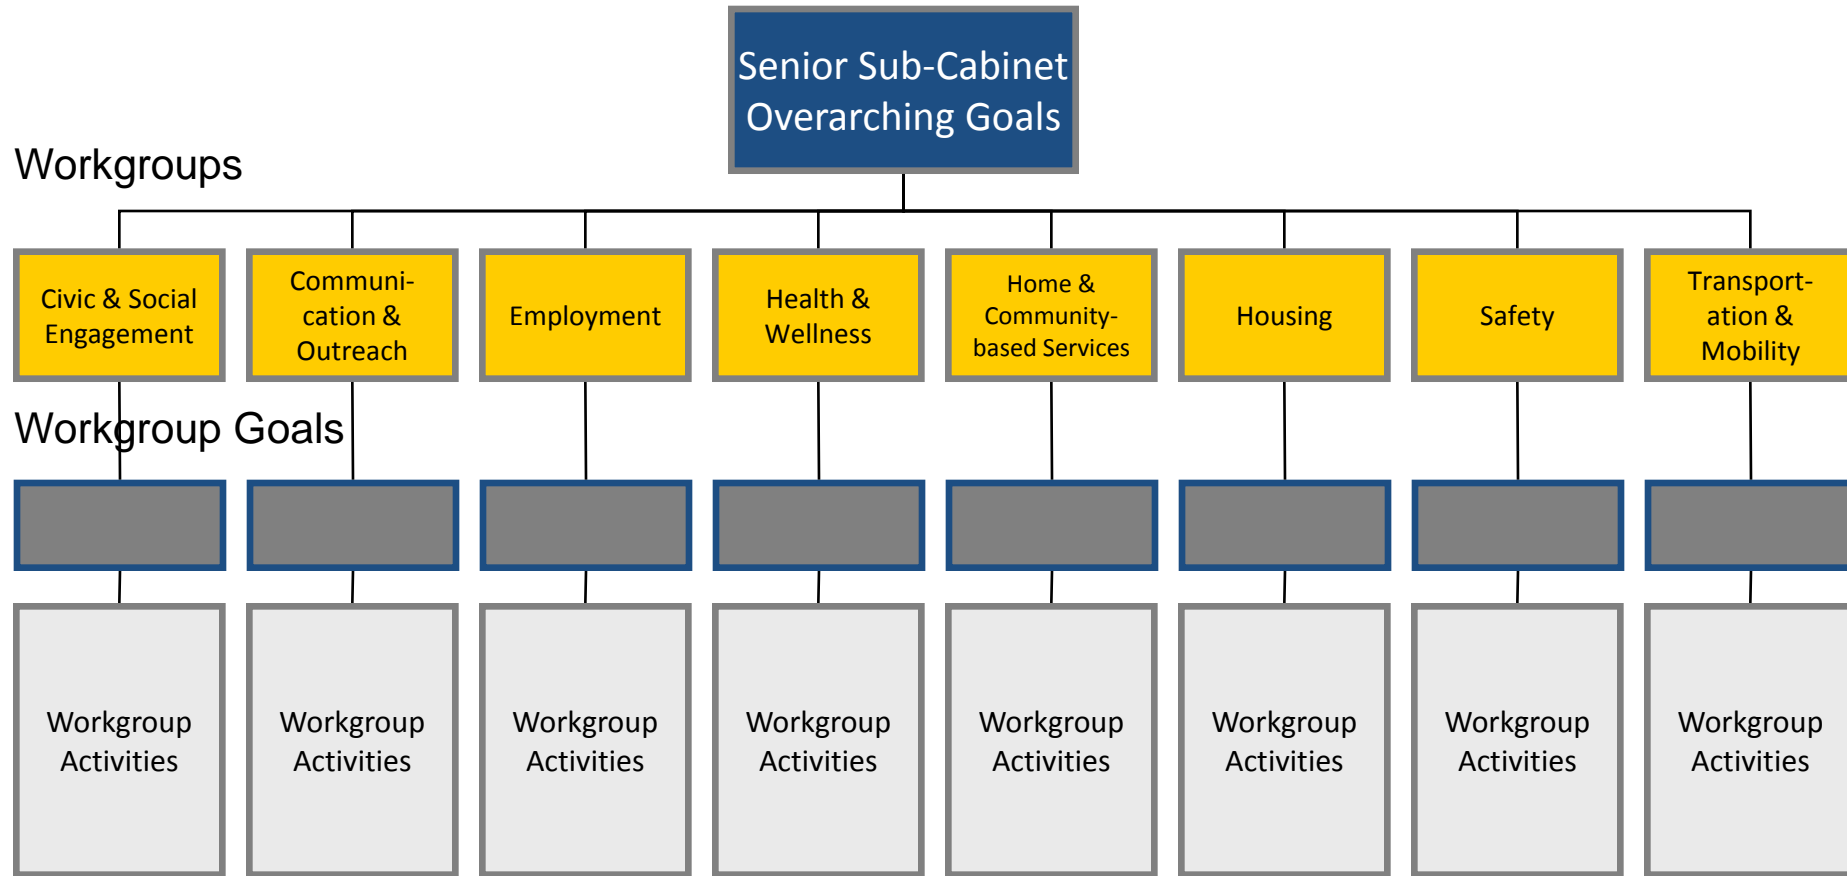 Senior Sub-Cabinet
Overarching Goals
Workgroups
Civic & Social
Engagement
Communi-
cation &
Outreach
Employment
Health &
Wellness
Home &
Community-
based Services
Housing
Safety
Transport-
ation &
Mobility
Workgroup Goals
Workgroup
Activities
Workgroup
Activities
Workgroup
Activities
Workgroup
Activities
Workgroup
Activities
Workgroup
Activities
Workgroup
Activities
Workgroup
Activities